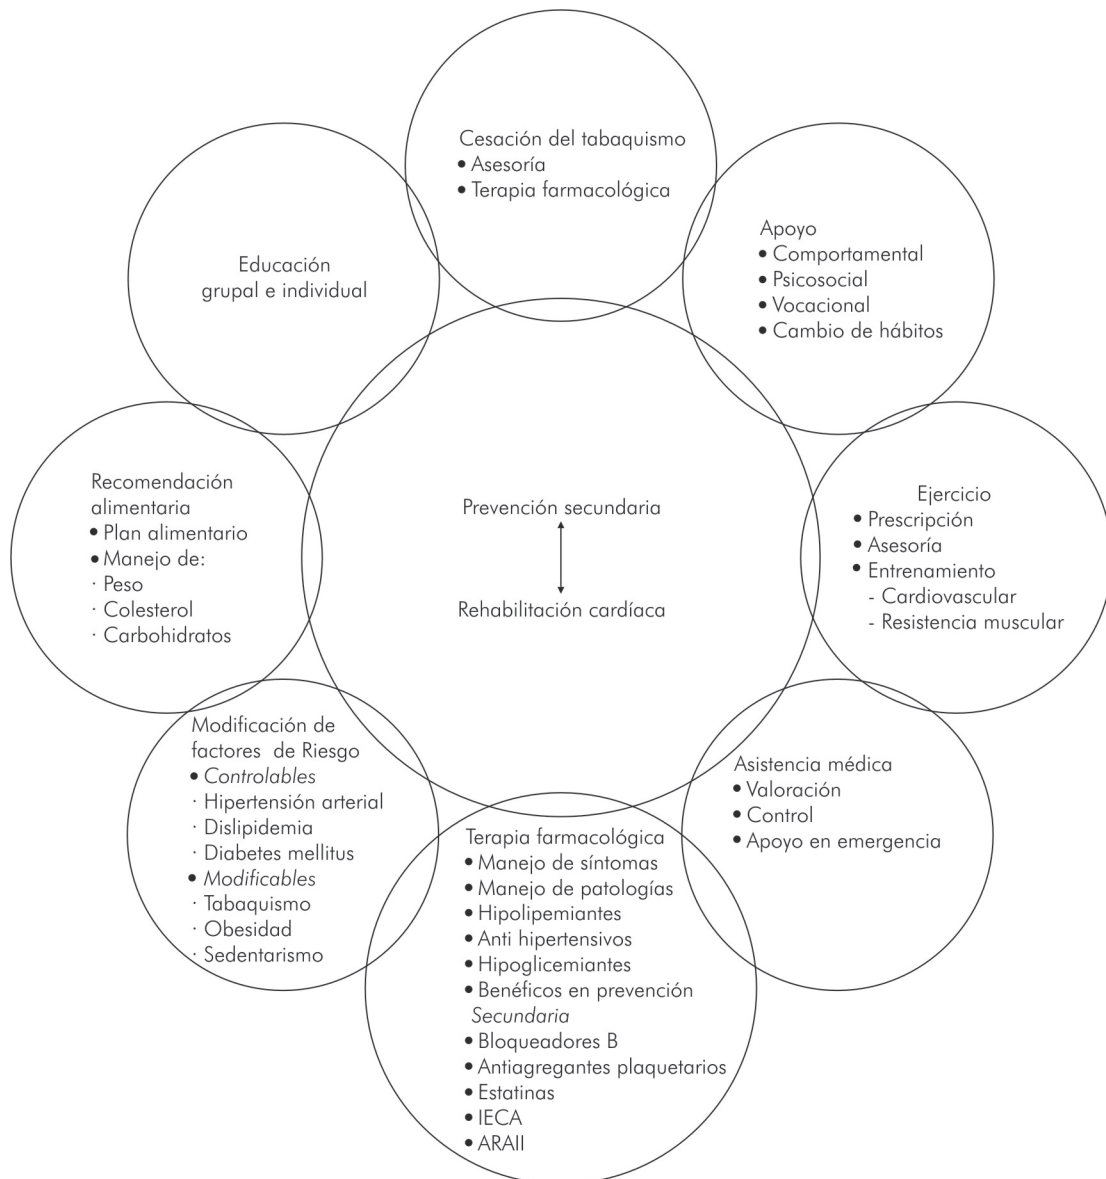 Cesación del tabaquismo
• Asesoría
• Terapia farmacológica
Apoyo
• Comportamental
• Psicosocial
• Vocacional
• Cambio de hábitos
Educación
grupal e individual
Recomendación
alimentaria
• Plan alimentario
• Manejo de:
· Peso
· Colesterol
· Carbohidratos
Prevención secundaria
Rehabilitación cardíaca
Ejercicio
• Prescripción
• Asesoría
• Entrenamiento
- Cardiovascular
- Resistencia muscular
Modificación de
factores de Riesgo
• Controlables
· Hipertensión arterial
· Dislipidemia
· Diabetes mellitus
• Modificables
· Tabaquismo
· Obesidad
· Sedentarismo
Terapia farmacológica
• Manejo de síntomas
• Manejo de patologías
• Hipolipemiantes
• Anti hipertensivos
• Hipoglicemiantes
• Benéficos en prevención
Secundaria
• Bloqueadores B
• Antiagregantes plaquetarios
• Estatinas
• IECA
• ARAII
Asistencia médica
• Valoración
• Control
• Apoyo en emergencia